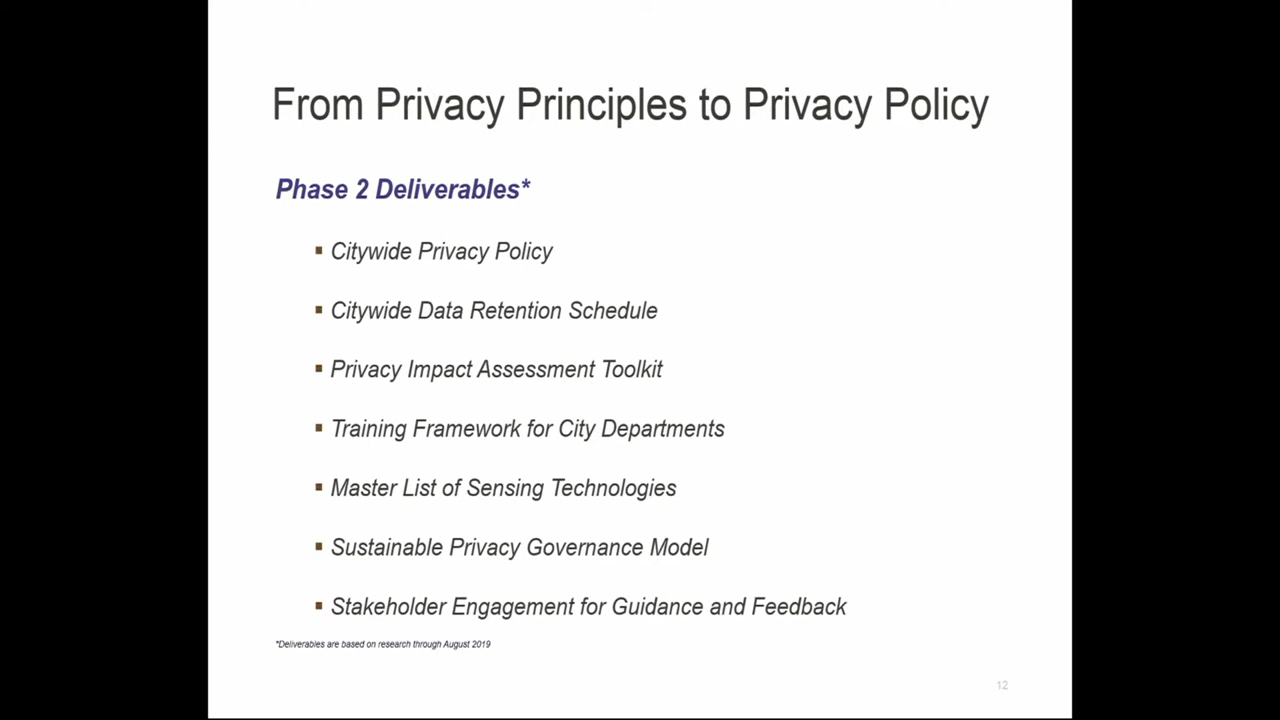 From Privacy Principles to Privacy Policy
Phase 2 Deliverables*
▪ Citywide Privacy Policy
▪ Citywide Data Retention Schedule
▪ Privacy Impact Assessment Toolkit
▪ Training Framework for City Departments
▪ Master List of Sensing Technologies
▪ Sustainable Privacy Governance Model
▪ Stakeholder Engagement for Guidance and Feedback
*Deliverables are based on research through August 2019
12